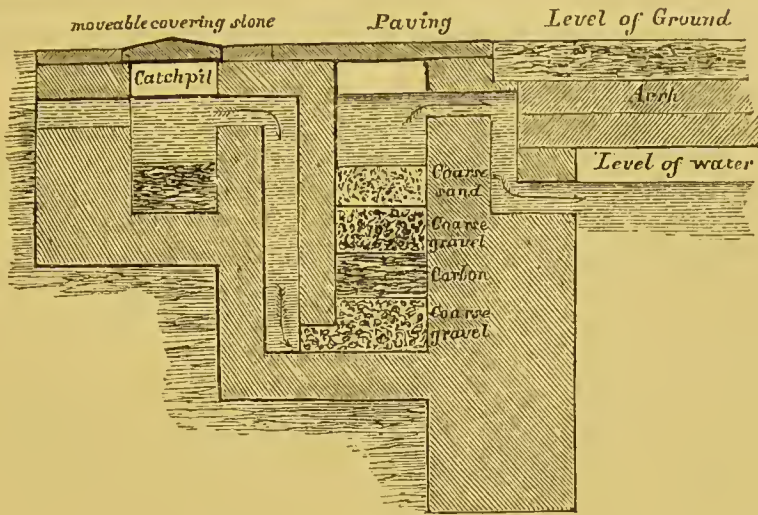 moveable covering stone
Paving
Level of Ground
Catchpit
Arch
Level of water
Coarse
sand
Coarse
gravel
Carbon
Coarse
gravel